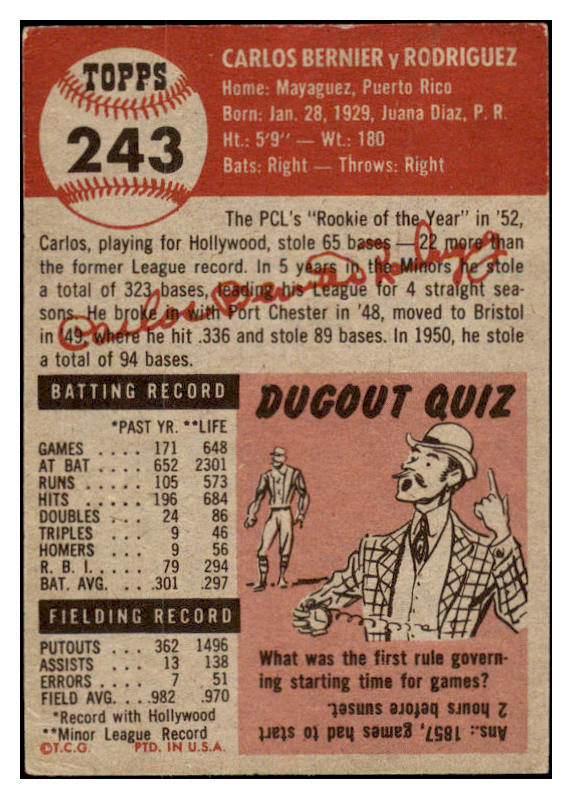 TOPPS
243
CARLOS BERNIER y RODRIGUEZ
Home: Mayaguez, Puerto Rico
Born: Jan. 28, 1929, Juana Diaz, P. R.
Ht.: 5'9" — Wt.: 180
Bats: Right — Throws: Right
The PCL's "Rookie of the Year" in '52,
Carlos, playing for Hollywood, stole 65 bases — 22 more than
the former League record. In 5 years in the Minors he stole
a total of 323 bases, leading his League for 4 straight sea-
sons. He broke in with Port Chester in '48, moved to Bristol
in '49, where he hit .336 and stole 89 bases. In 1950, he stole
a total of 94 bases.
Carlos Bernier Rodriguez
BATTING RECORD
*PAST YR. **LIFE
GAMES .... 171 648
AT BAT .... 652 2301
RUNS ..... 105 573
HITS ..... 196 684
DOUBLES .... 24 86
TRIPLES .... 9 46
HOMERS .... 9 56
R. B. I. .... 79 294
BAT. AVG. ... .301 .297
FIELDING RECORD
PUTOUTS ... 362 1496
ASSISTS .... 13 138
ERRORS .... 7 51
FIELD AVG. ... .982 .970
*Record with Hollywood
**Minor League Record
©T.C.G. PTD. IN U.S.A.
DUGOUT QUIZ
What was the first rule govern-
ing starting time for games?
Ans.: 1857, games had to start
2 hours before sunset.